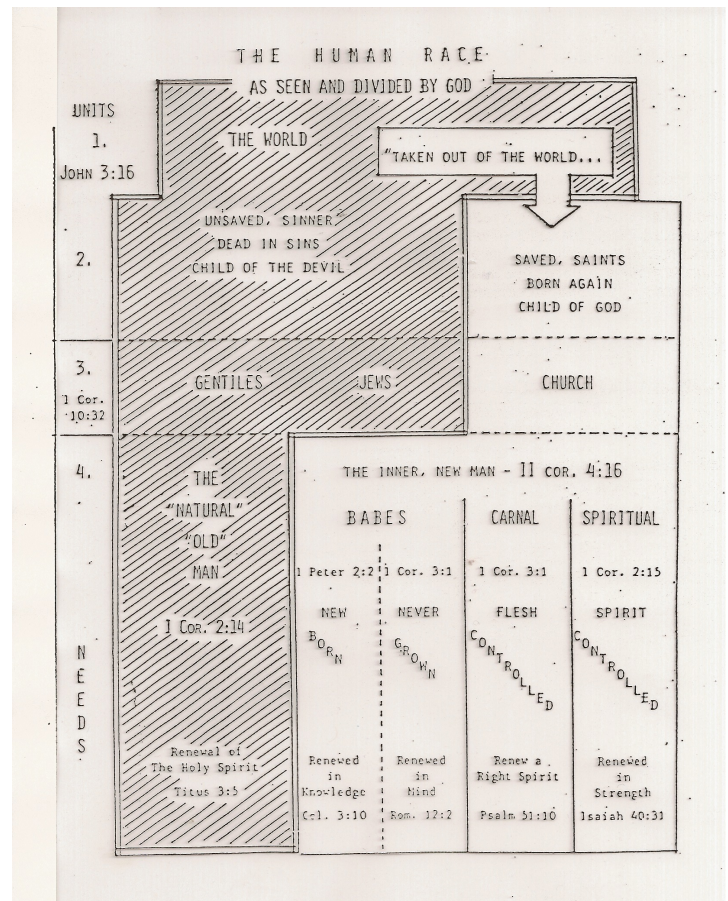 THE HUMAN RACE
AS SEEN AND DIVIDED BY GOD
UNITS
1.
JOHN 3:16
THE WORLD
"TAKEN OUT OF THE WORLD...
2.
UNSAVED, SINNER
DEAD IN SINS
CHILD OF THE DEVIL
SAVED, SAINTS
BORN AGAIN
CHILD OF GOD
3.
1 Cor.
10:32
GENTILES JEWS
CHURCH
4.
THE
"NATURAL"
"OLD"
MAN
1 COR. 2:14
THE INNER, NEW MAN - II COR. 4:16
BABES CARNAL SPIRITUAL
1 Peter 2:2 1 Cor. 3:1 1 Cor. 3:1 1 Cor. 2:15
NEW NEVER FLESH SPIRIT
BORN GROWN CONTROLLED CONTROLLED
NEEDS
Renewal of
The Holy Spirit
Titus 3:5
Renewed
in
Knowledge
Col. 3:10
Renewed
in
Mind
Rom. 12:2
Renew a
Right Spirit
Psalm 51:10
Renewed
in
Strength
Isaiah 40:31